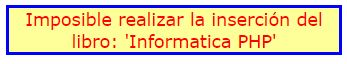 Imposible realizar la inserción del
libro: 'Informatica PHP'